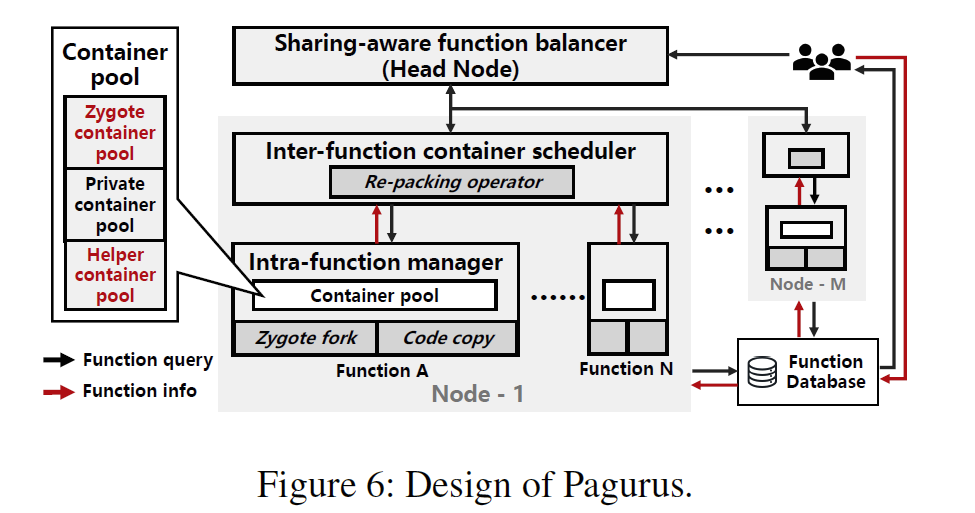 Container
pool
Zygote
container
pool
Private
container
pool
Helper
container
pool
Sharing-aware function balancer
(Head Node)
Inter-function container scheduler
Re-packing operator
Intra-function manager
Container pool
Zygote fork
Code copy
Function A
......
Function N
Node - 1
...
...
Node - M
Function
Database
Function query
Function info
Figure 6: Design of Pagurus.